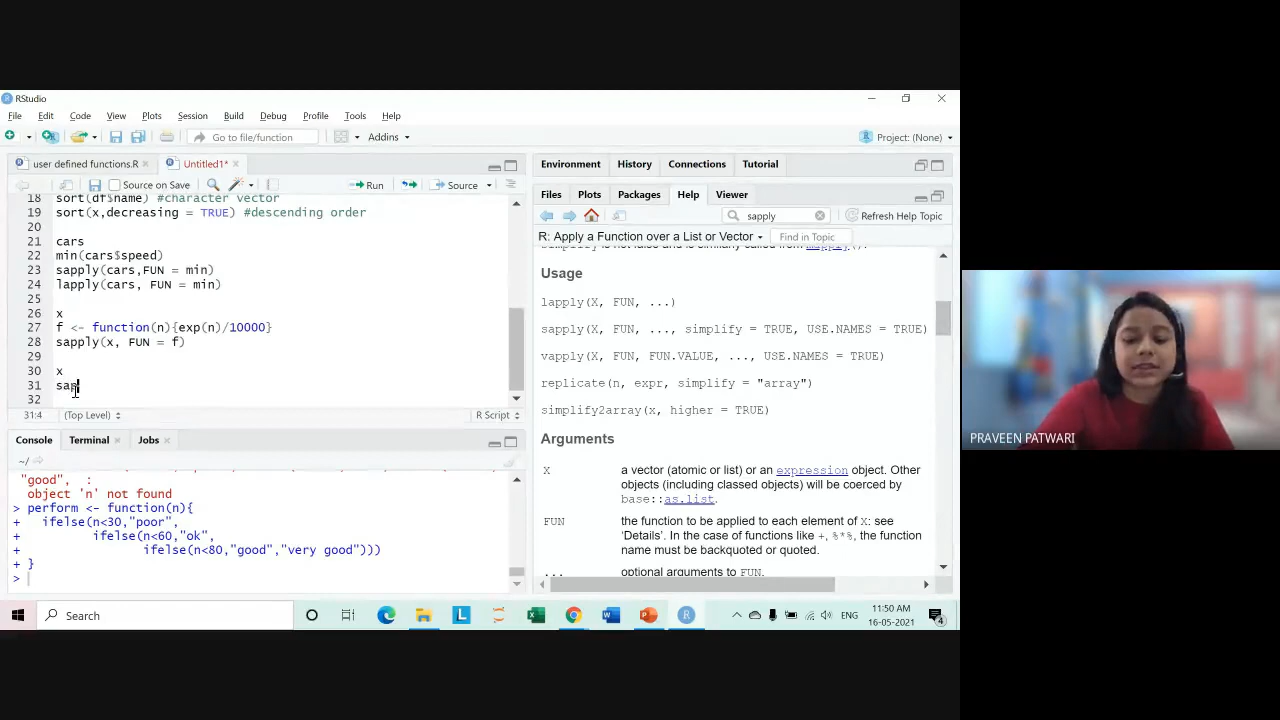 RStudio
File Edit Code View Plots Session Build Debug Profile Tools Help
Go to file/function Addins Project: (None)
user defined functions.R Untitled1*
Source on Save Run Source
18 sort(df$name) #character vector
19 sort(x,decreasing = TRUE) #descending order
20
21 cars
22 min(cars$speed)
23 sapply(cars,FUN = min)
24 lapply(cars, FUN = min)
25
26 x
27 f <- function(n){exp(n)/10000}
28 sapply(x, FUN = f)
29
30 x
31 sap
32
31:4 (Top Level) R Script
Console Terminal Jobs
~/
"good", :
object 'n' not found
> perform <- function(n){
+ ifelse(n<30,"poor",
+ ifelse(n<60,"ok",
+ ifelse(n<80,"good","very good")))
+ }
>
Environment History Connections Tutorial
Files Plots Packages Help Viewer
sapply Refresh Help Topic
R: Apply a Function over a List or Vector Find in Topic
Usage
lapply(X, FUN, ...)
sapply(X, FUN, ..., simplify = TRUE, USE.NAMES = TRUE)
vapply(X, FUN, FUN.VALUE, ..., USE.NAMES = TRUE)
replicate(n, expr, simplify = "array")
simplify2array(x, higher = TRUE)
Arguments
X a vector (atomic or list) or an expression object. Other
objects (including classed objects) will be coerced by
base::as.list.
FUN the function to be applied to each element of X: see
‘Details’. In the case of functions like +, %*%, the function
name must be backquoted or quoted.
... optional arguments to FUN.
Search
ENG
11:50 AM
16-05-2021
4
PRAVEEN PATWARI